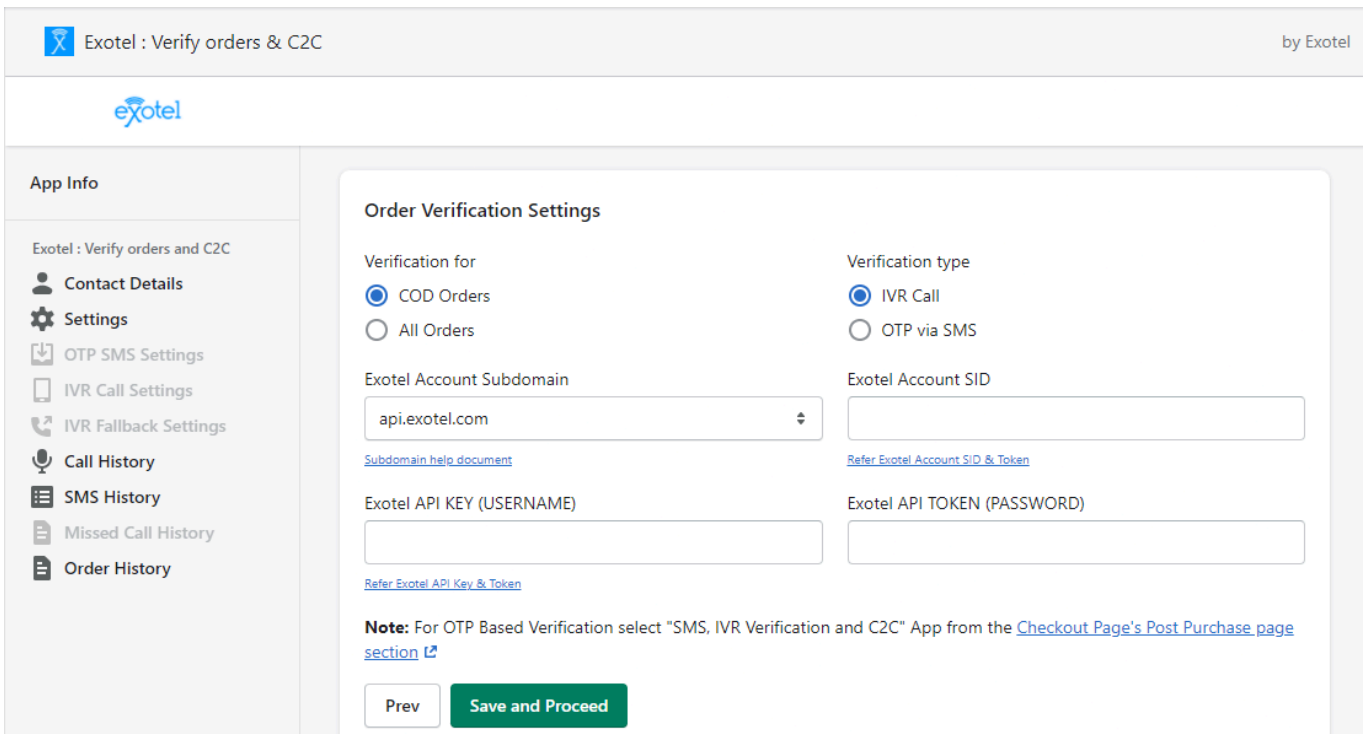 Exotel : Verify orders & C2C
by Exotel
exotel
App Info
Exotel : Verify orders and C2C
Contact Details
Settings
OTP SMS Settings
IVR Call Settings
IVR Fallback Settings
Call History
SMS History
Missed Call History
Order History
Order Verification Settings
Verification for
COD Orders
All Orders
Verification type
IVR Call
OTP via SMS
Exotel Account Subdomain
api.exotel.com
Subdomain help document
Exotel Account SID
Refer Exotel Account SID & Token
Exotel API KEY (USERNAME)
Refer Exotel API Key & Token
Exotel API TOKEN (PASSWORD)
Note: For OTP Based Verification select "SMS, IVR Verification and C2C" App from the Checkout Page's Post Purchase page
section
Prev
Save and Proceed